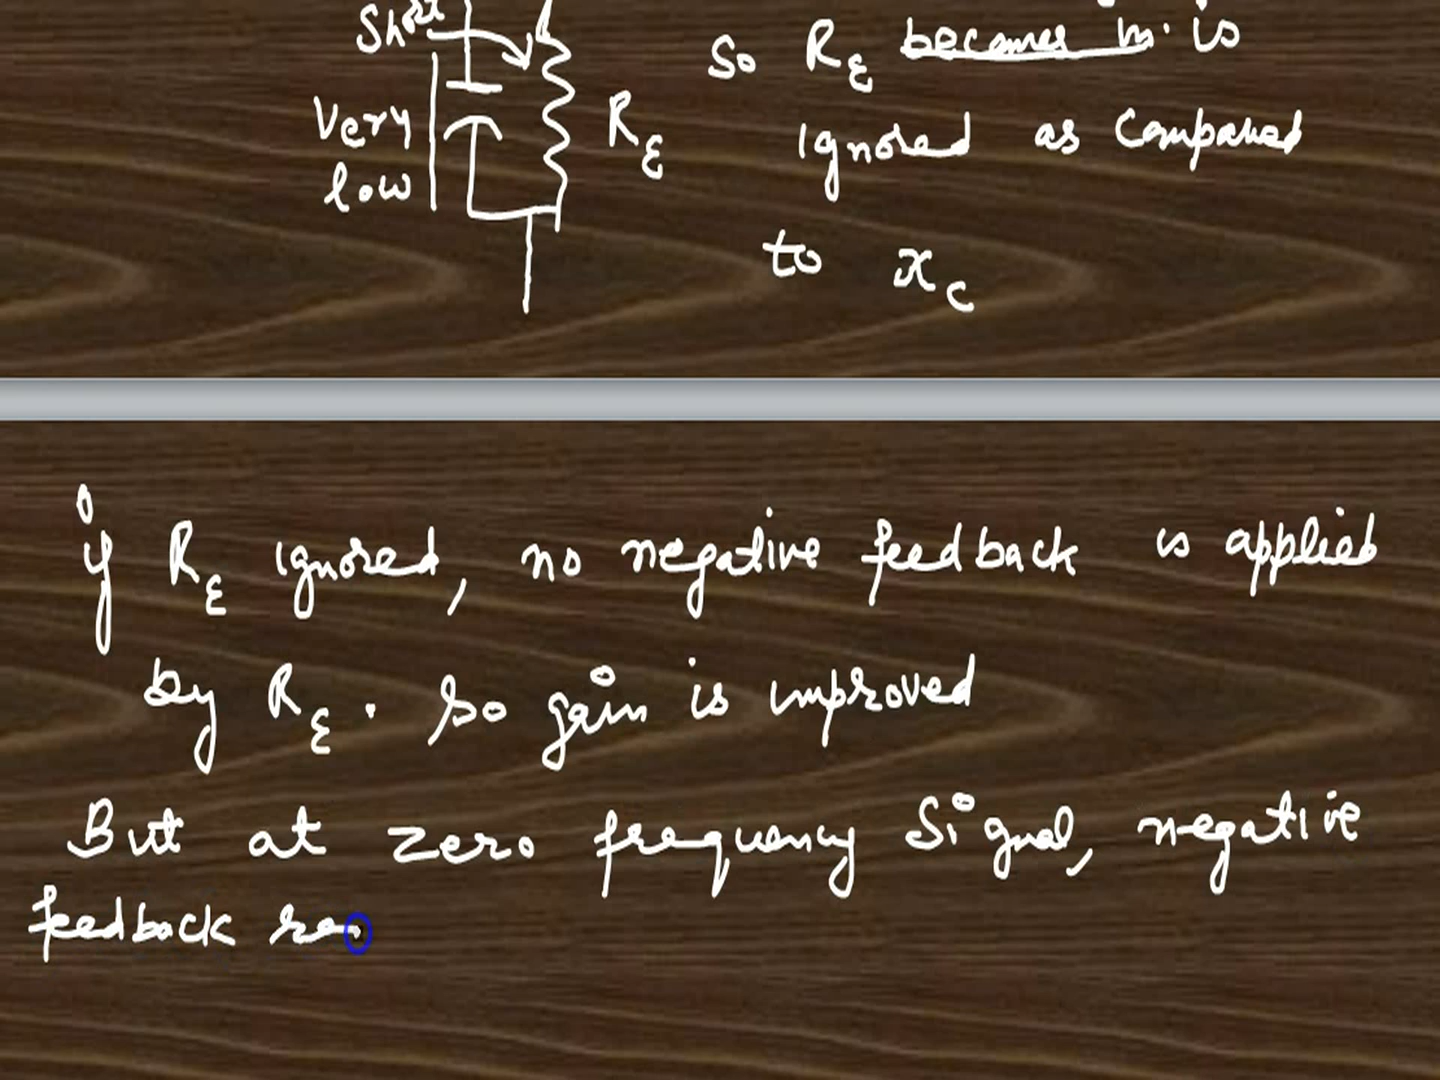 Short
So R_E becomes in. is
Very
low
R_E
ignored as Compared
to x_c
if R_E ignored, no negative feedback is applied
by R_E. So gain is improved
But at zero frequency Signal, negative
feedback